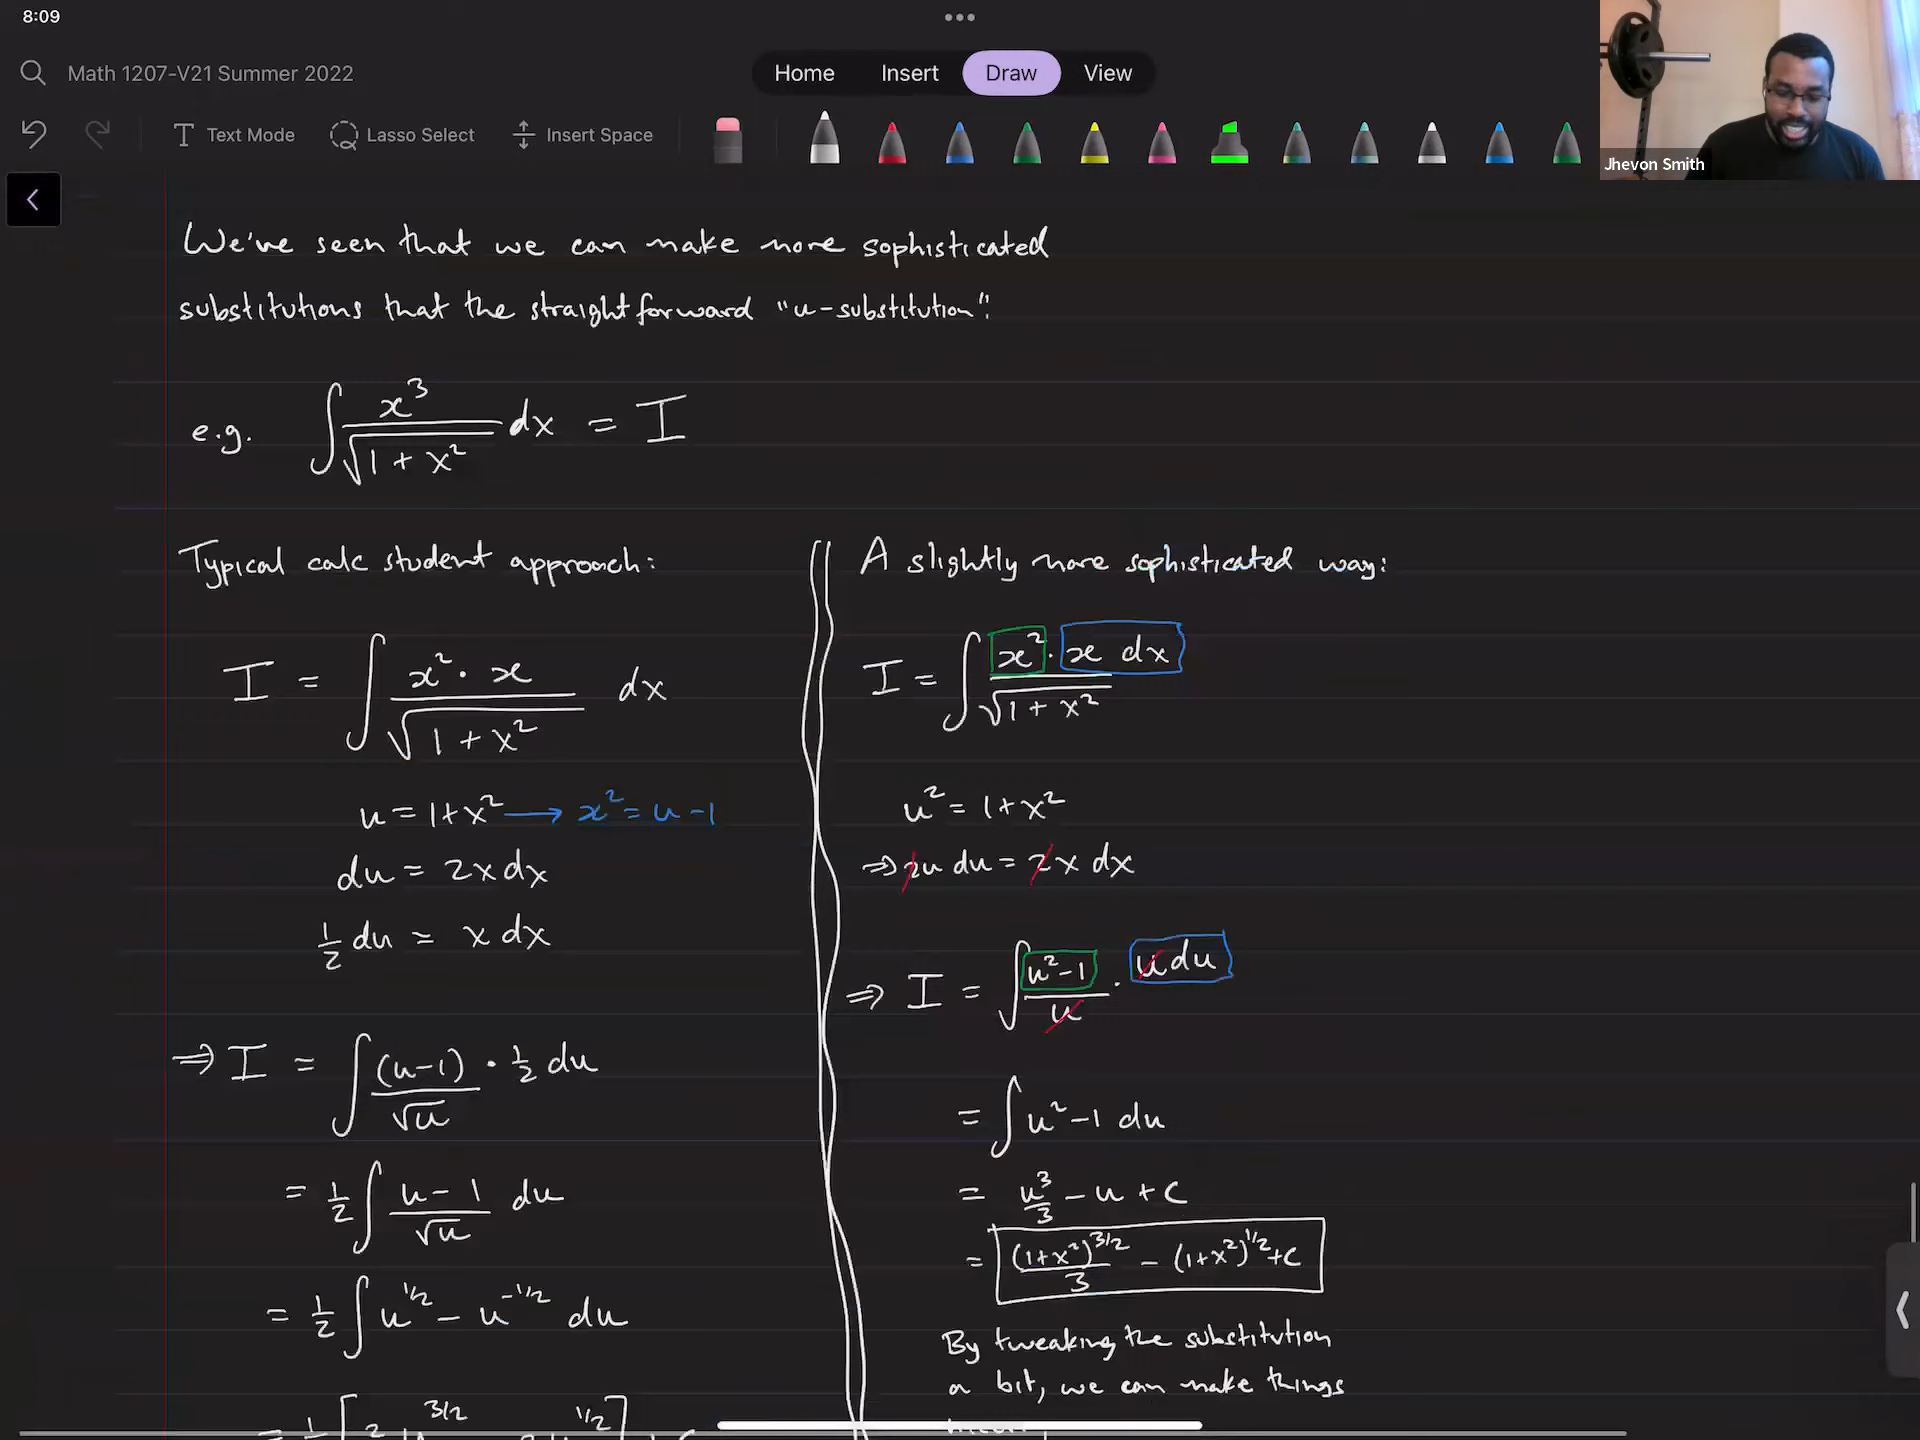 8:09
Math 1207-V21 Summer 2022
Home Insert Draw View
Text Mode Lasso Select Insert Space
Jhevon Smith
We've seen that we can make more sophisticated
substitutions that the straightforward "u-substitution".
e.g. ∫ x³/√(1+x²) dx = I
Typical calc student approach:
I = ∫ x²·x/√(1+x²) dx
u = 1+x² → x² = u-1
du = 2x dx
½ du = x dx
⇒ I = ∫ (u-1)/√u · ½ du
= ½ ∫ u-1/√u du
= ½ ∫ u^1/2 - u^-1/2 du
A slightly more sophisticated way:
I = ∫ x²·x dx/√(1+x²)
u² = 1+x²
⇒ 2u du = 2x dx
⇒ I = ∫ u²-1/u · u du
= ∫ u²-1 du
= u³/3 - u + C
= (1+x²)^3/2/3 - (1+x²)^1/2 + C
By tweaking the substitution
a bit, we can make things